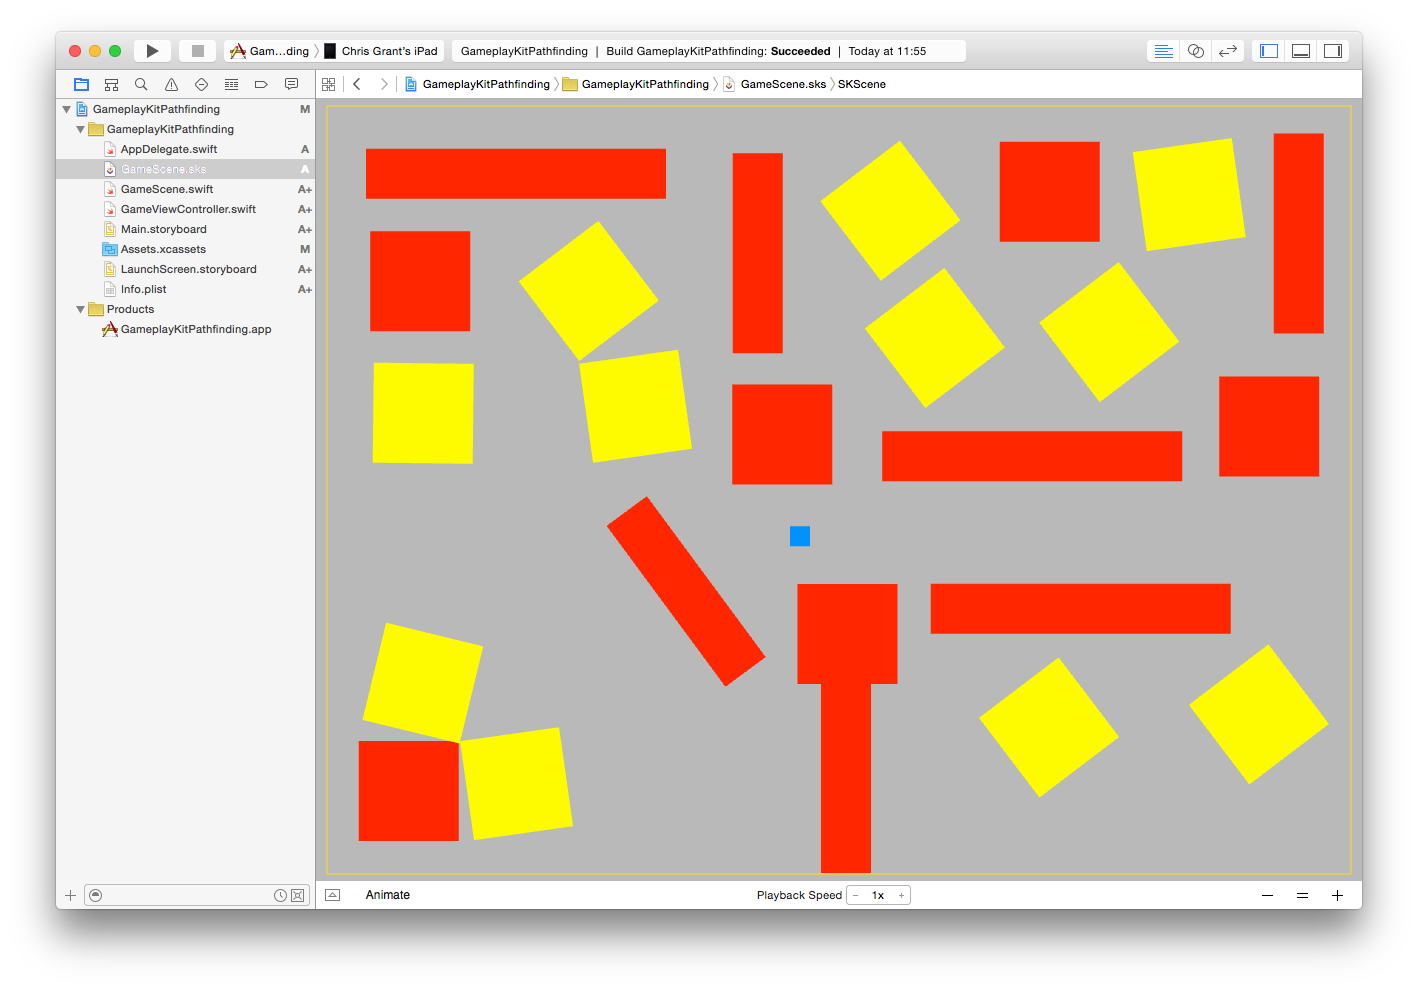 Gam...ding 〉 Chris Grant's iPad
GameplayKitPathfinding | Build GameplayKitPathfinding: Succeeded | Today at 11:55
GameplayKitPathfinding 〉 GameplayKitPathfinding 〉 GameScene.sks 〉 SKScene
GameplayKitPathfinding M
GameplayKitPathfinding
AppDelegate.swift A
GameScene.sks A
GameScene.swift A+
GameViewController.swift A+
Main.storyboard A+
Assets.xcassets M
LaunchScreen.storyboard A+
Info.plist A+
Products
GameplayKitPathfinding.app
Animate
Playback Speed − 1x +